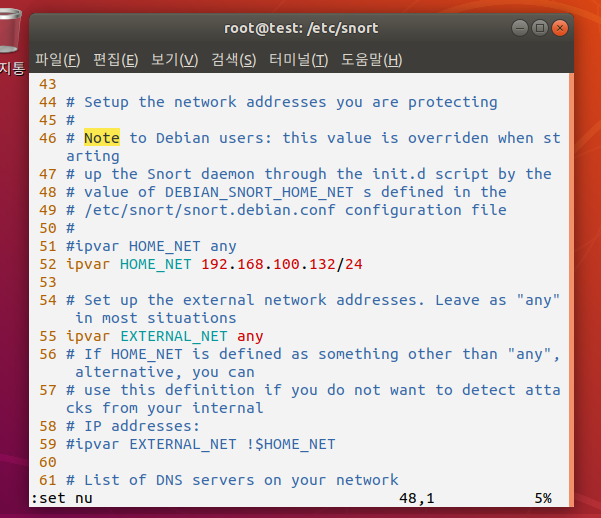 지통
root@test: /etc/snort
파일(F) 편집(E) 보기(V) 검색(S) 터미널(T) 도움말(H)
43
44 # Setup the network addresses you are protecting
45 #
46 # Note to Debian users: this value is overriden when st
arting
47 # up the Snort daemon through the init.d script by the
48 # value of DEBIAN_SNORT_HOME_NET s defined in the
49 # /etc/snort/snort.debian.conf configuration file
50 #
51 #ipvar HOME_NET any
52 ipvar HOME_NET 192.168.100.132/24
53
54 # Set up the external network addresses. Leave as "any"
 in most situations
55 ipvar EXTERNAL_NET any
56 # If HOME_NET is defined as something other than "any",
 alternative, you can
57 # use this definition if you do not want to detect atta
cks from your internal
58 # IP addresses:
59 #ipvar EXTERNAL_NET !$HOME_NET
60
61 # List of DNS servers on your network
:set nu 48,1 5%